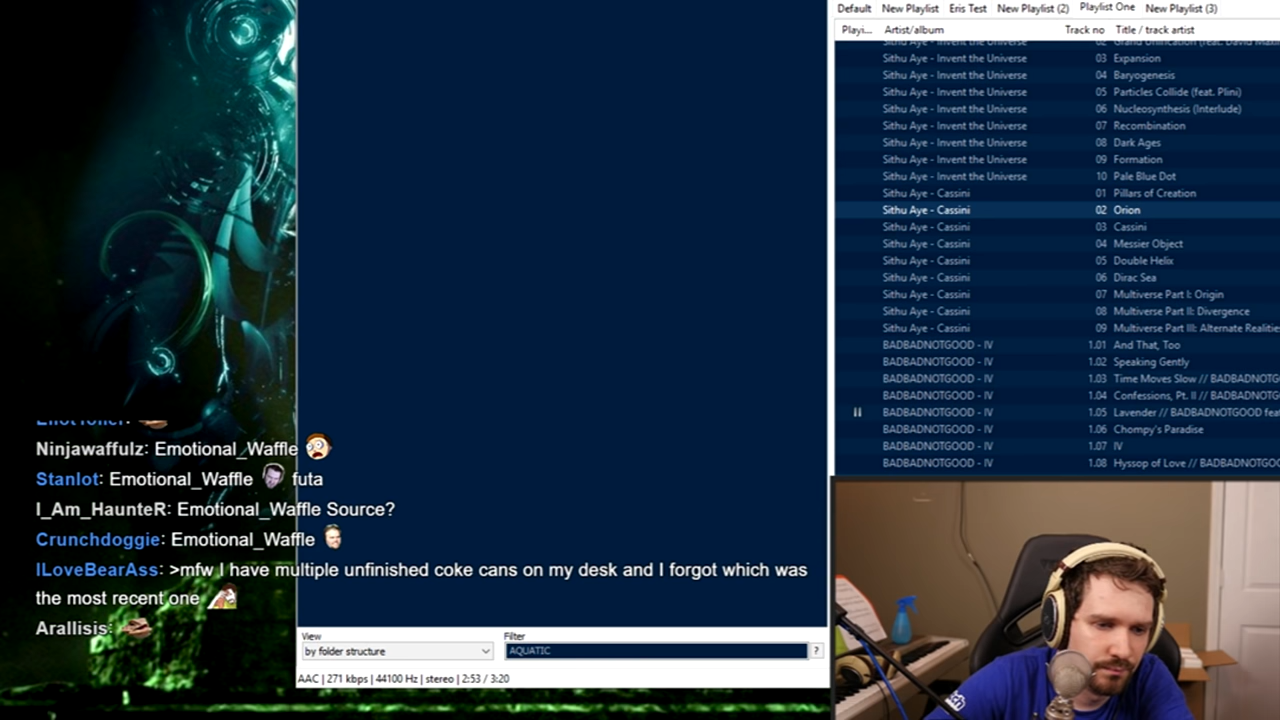 Default New Playlist Eris Test New Playlist (2) Playlist One New Playlist (3)
Playi... Artist/album Track no Title / track artist
Sithu Aye - Invent the Universe 02 Grand Unification (feat. David
Sithu Aye - Invent the Universe 03 Expansion
Sithu Aye - Invent the Universe 04 Baryogenesis
Sithu Aye - Invent the Universe 05 Particles Collide (feat. Plini)
Sithu Aye - Invent the Universe 06 Nucleosynthesis (Interlude)
Sithu Aye - Invent the Universe 07 Recombination
Sithu Aye - Invent the Universe 08 Dark Ages
Sithu Aye - Invent the Universe 09 Formation
Sithu Aye - Invent the Universe 10 Pale Blue Dot
Sithu Aye - Cassini 01 Pillars of Creation
Sithu Aye - Cassini 02 Orion
Sithu Aye - Cassini 03 Cassini
Sithu Aye - Cassini 04 Messier Object
Sithu Aye - Cassini 05 Double Helix
Sithu Aye - Cassini 06 Dirac Sea
Sithu Aye - Cassini 07 Multiverse Part I: Origin
Sithu Aye - Cassini 08 Multiverse Part II: Divergence
Sithu Aye - Cassini 09 Multiverse Part III: Alternate Realitie
BADBADNOTGOOD - IV 1.01 And That, Too
BADBADNOTGOOD - IV 1.02 Speaking Gently
BADBADNOTGOOD - IV 1.03 Time Moves Slow // BADBADNOTG
BADBADNOTGOOD - IV 1.04 Confessions, Pt. II // BADBADNOTG
BADBADNOTGOOD - IV 1.05 Lavender // BADBADNOTGOOD fea
BADBADNOTGOOD - IV 1.06 Chompy's Paradise
BADBADNOTGOOD - IV 1.07 IV
BADBADNOTGOOD - IV 1.08 Hyssop of Love // BADBADNOTGO
Ninjawaffulz: Emotional_Waffle
Stanlot: Emotional_Waffle futa
I_Am_HaunteR: Emotional_Waffle Source?
Crunchdoggie: Emotional_Waffle
ILoveBearAss: >mfw I have multiple unfinished coke cans on my desk and I forgot which was
the most recent one
Arallisis:
View Filter
by folder structure AQUATIC ?
AAC | 271 kbps | 44100 Hz | stereo | 2:53 / 3:20